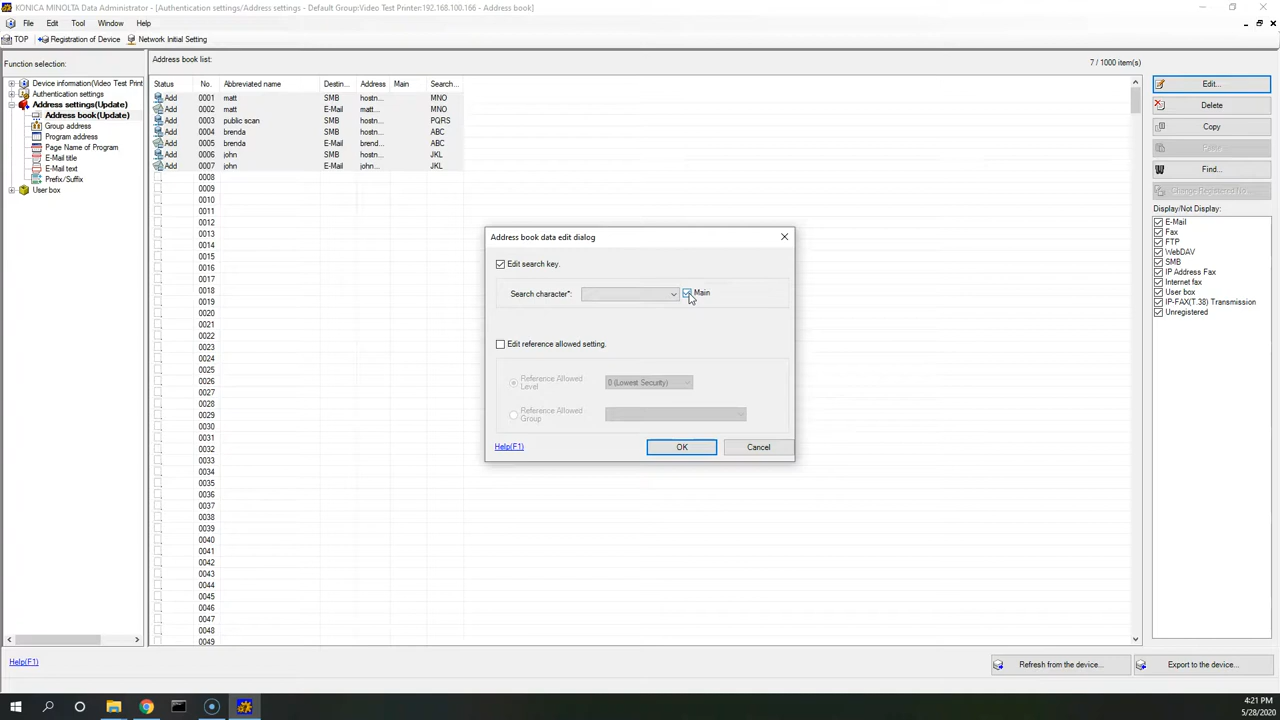 KONICA MINOLTA Data Administrator - [Authentication settings/Address settings - Default Group:Video Test Printer:192.168.100.166 - Address book]
File Edit Tool Window Help
TOP Registration of Device Network Initial Setting
Function selection:
Device information(Video Test Print
Authentication settings
Address settings(Update)
Address book(Update)
Group address
Program address
Page Name of Program
E-Mail title
E-Mail text
Prefix/Suffix
User box
Help(F1)
Address book list: 7 / 1000 item(s)
Status No. Abbreviated name Destin... Address Main Search...
Add 0001 matt SMB hostn... MNO
Add 0002 matt E-Mail matt... MNO
Add 0003 public scan SMB hostn... PQRS
Add 0004 brenda SMB hostn... ABC
Add 0005 brenda E-Mail brend... ABC
Add 0006 john SMB hostn... JKL
Add 0007 john E-Mail john... JKL
0008
0009
0010
0011
0012
0013
0014
0015
0016
0017
0018
0019
0020
0021
0022
0023
0024
0025
0026
0027
0028
0029
0030
0031
0032
0033
0034
0035
0036
0037
0038
0039
0040
0041
0042
0043
0044
0045
0046
0047
0048
0049
Address book data edit dialog
Edit search key.
Search character*: Main
Edit reference allowed setting.
Reference Allowed
Level
0 (Lowest Security)
Reference Allowed
Group
Help(F1) OK Cancel
Edit...
Delete
Copy
Paste
Find...
Change Registered No...
Display/Not Display:
E-Mail
Fax
FTP
WebDAV
SMB
IP Address Fax
Internet fax
User box
IP-FAX(T.38) Transmission
Unregistered
Refresh from the device... Export to the device...
4:21 PM
5/28/2020